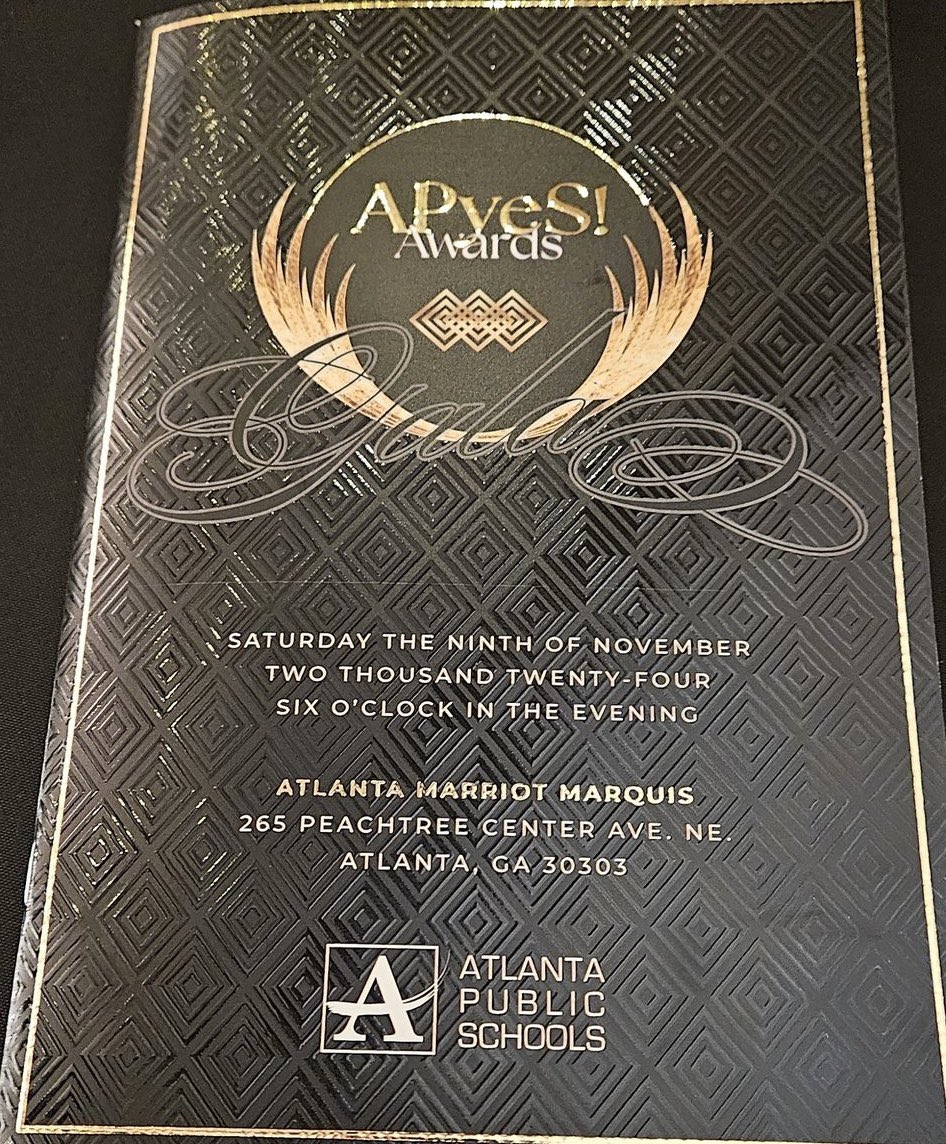 APyeS!
Awards
Gala
SATURDAY THE NINTH OF NOVEMBER
TWO THOUSAND TWENTY-FOUR
SIX O'CLOCK IN THE EVENING
ATLANTA MARRIOT MARQUIS
265 PEACHTREE CENTER AVE. NE.
ATLANTA, GA 30303
A
ATLANTA
PUBLIC
SCHOOLS